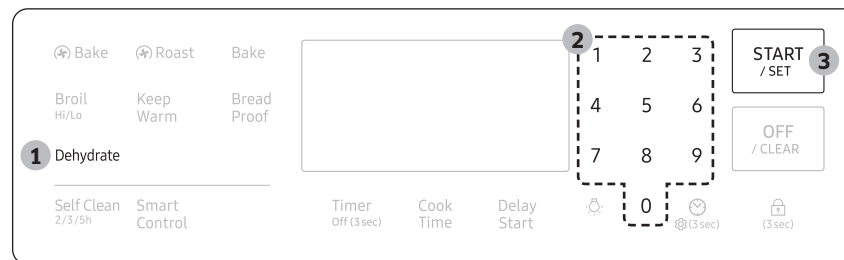 Bake Roast Bake
2
1 2 3
START
/ SET
3
Broil
Hi/Lo
Keep
Warm
Bread
Proof
4 5 6
OFF
/ CLEAR
1 Dehydrate
7 8 9
Self Clean
2/3/5h
Smart
Control
Timer
Off (3 sec)
Cook
Time
Delay
Start
0
(3 sec)
(3 sec)